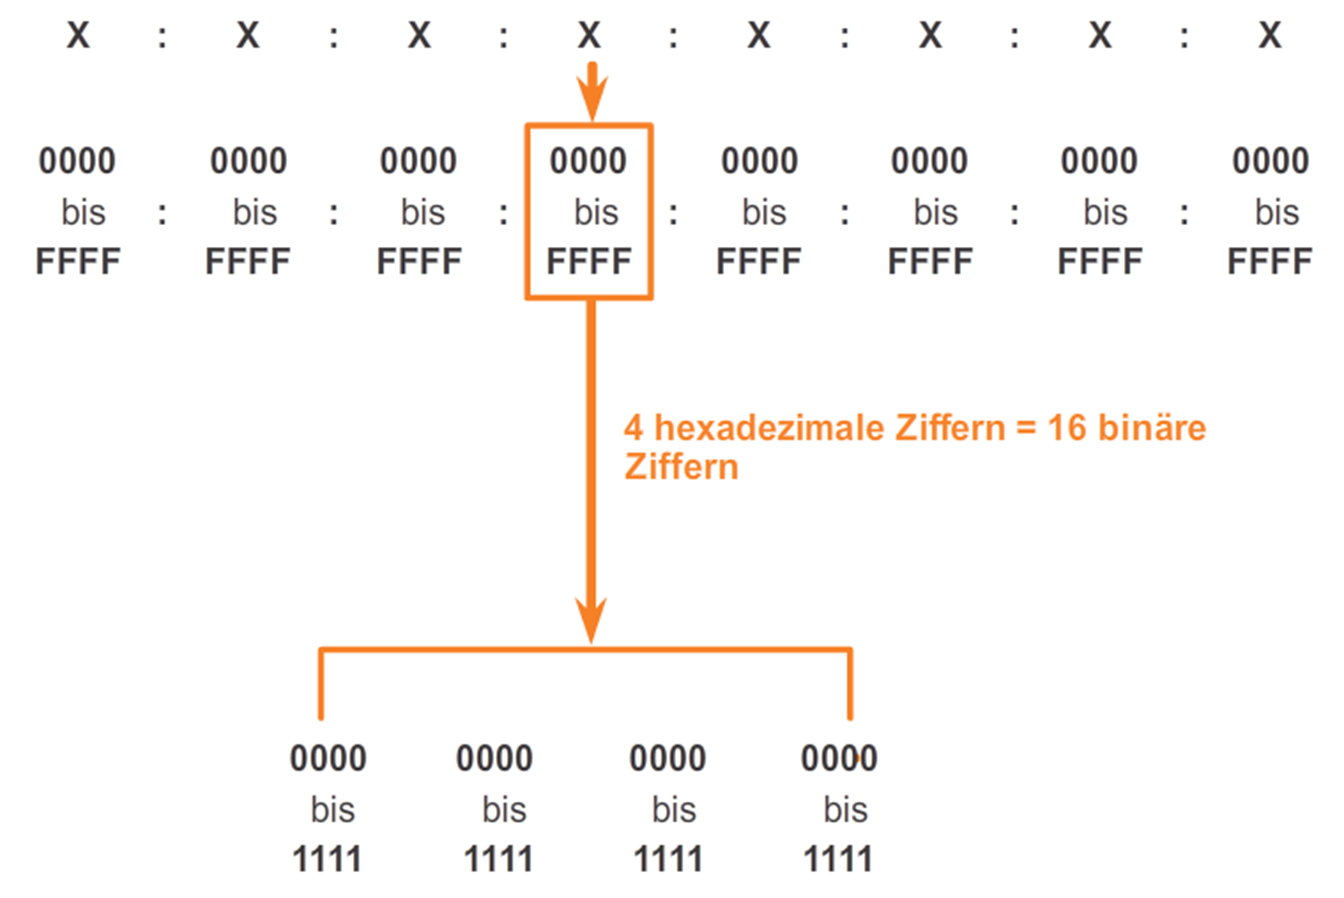 X : X : X : X : X : X : X : X
0000 0000 0000 0000 0000 0000 0000 0000
bis : bis : bis : bis : bis : bis : bis : bis
FFFF FFFF FFFF FFFF FFFF FFFF FFFF FFFF
4 hexadezimale Ziffern = 16 binäre
Ziffern
0000 0000 0000 0000
bis bis bis bis
1111 1111 1111 1111